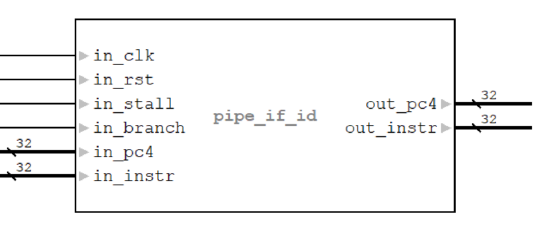 in_clk
in_rst
in_stall
in_branch
32
in_pc4
32
in_instr
pipe_if_id
out_pc4
32
out_instr
32